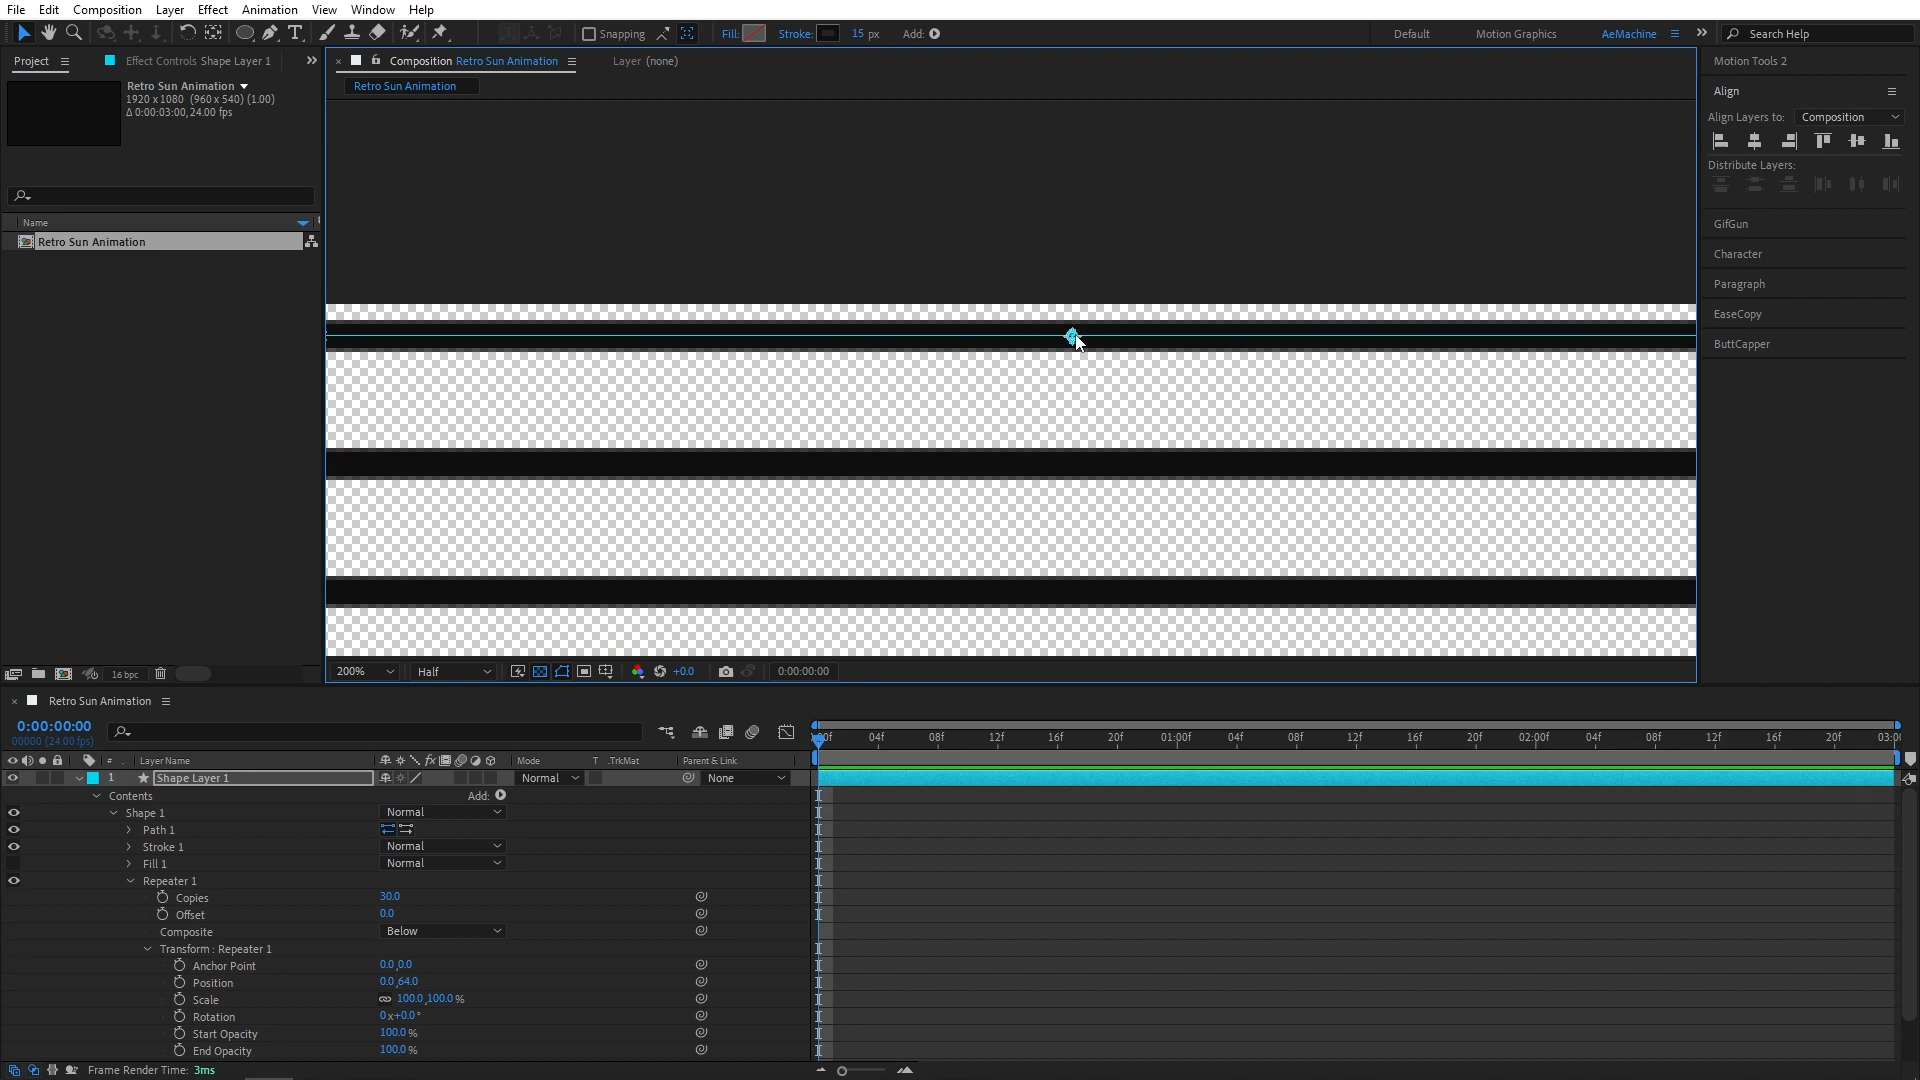 File Edit Composition Layer Effect Animation View Window Help
Snapping Fill: Stroke: 15 px Add: Default Motion Graphics AeMachine Search Help
Project Effect Controls Shape Layer 1
Composition Retro Sun Animation Layer (none)
Retro Sun Animation
Retro Sun Animation
1920 x 1080 (960 x 540) (1.00)
Δ 0:00:03:00, 24.00 fps
Name
Retro Sun Animation
16 bpc
200% Half +0.0 0:00:00:00
Motion Tools 2
Align
Align Layers to: Composition
Distribute Layers:
GifGun
Character
Paragraph
EaseCopy
ButtCapper
Retro Sun Animation
0:00:00:00
00000 (24.00 fps)
04f 08f 12f 16f 20f 01:00f 04f 08f 12f 16f 20f 02:00f 04f 08f 12f 16f 20f 03:00
# Layer Name Mode T .TrkMat Parent & Link
1 Shape Layer 1 Normal None
Contents Add:
Shape 1 Normal
Path 1
Stroke 1 Normal
Fill 1 Normal
Repeater 1
Copies 30.0
Offset 0.0
Composite Below
Transform : Repeater 1
Anchor Point 0.0,0.0
Position 0.0,64.0
Scale 100.0,100.0 %
Rotation 0x+0.0°
Start Opacity 100.0 %
End Opacity 100.0 %
Frame Render Time: 3ms